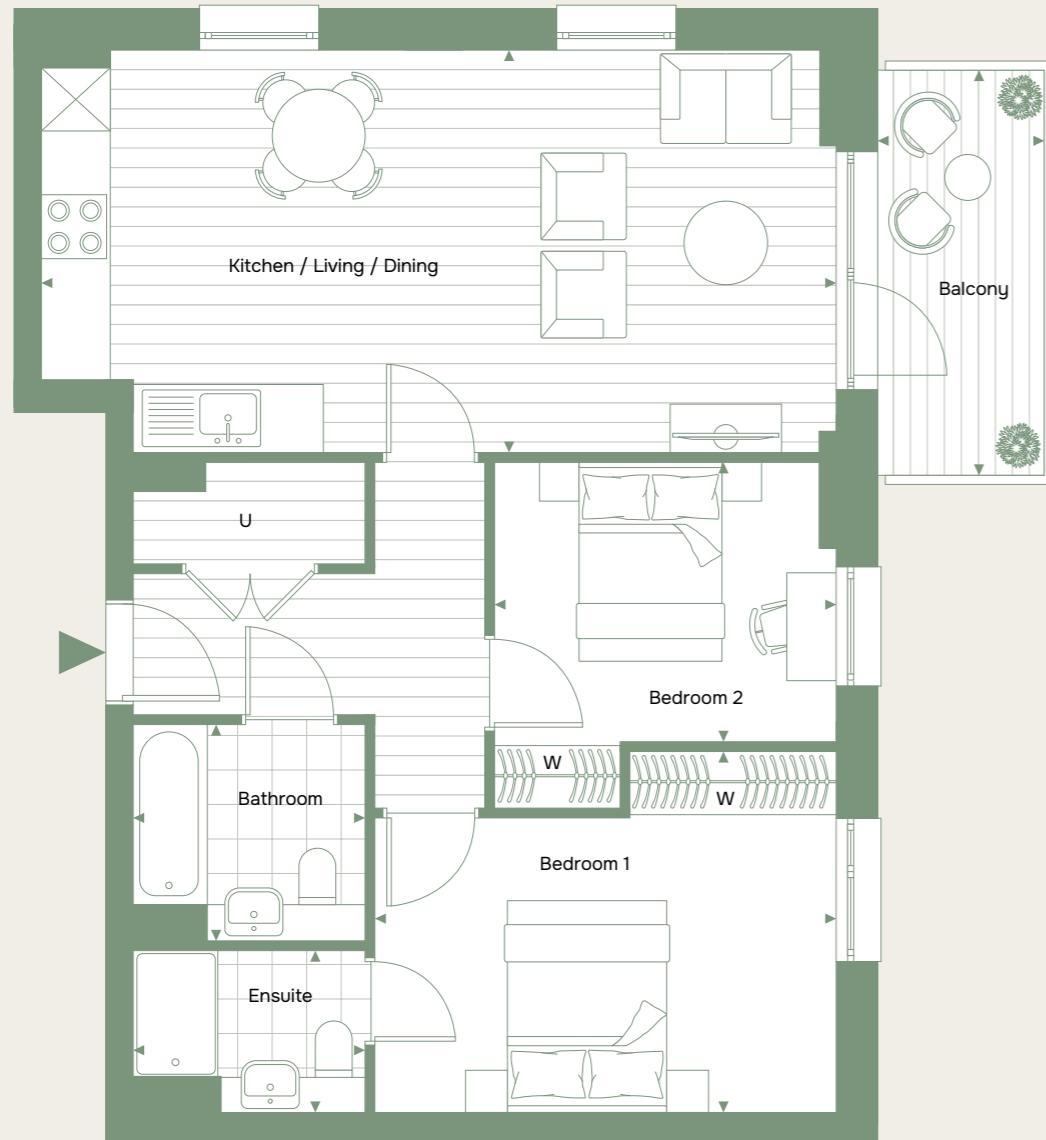 Kitchen / Living / Dining
Balcony
U
Bedroom 2
W
W
Bathroom
Bedroom 1
Ensuite